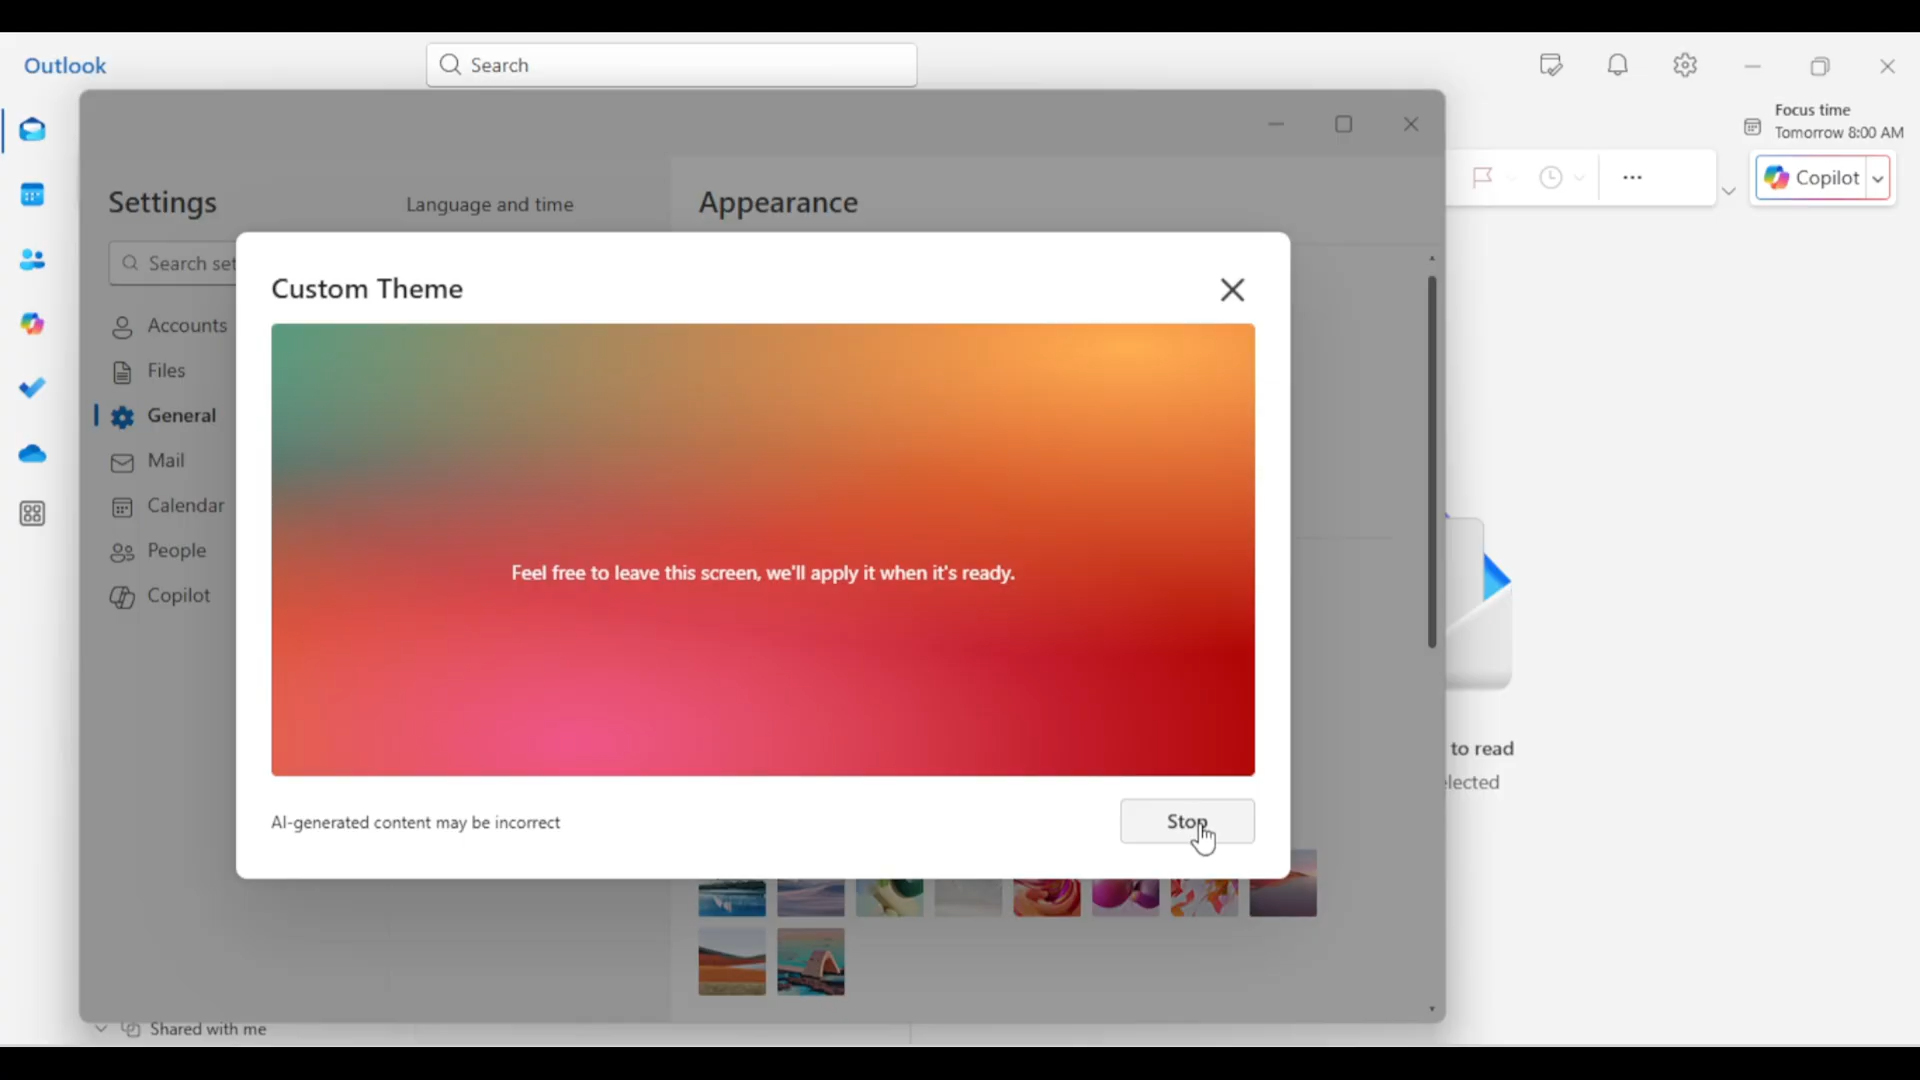 Outlook
Search
Focus time
Tomorrow 8:00 AM
Copilot
Settings
Language and time
Appearance
Search set
Accounts
Files
General
Mail
Calendar
People
Copilot
Custom Theme
Feel free to leave this screen, we'll apply it when it's ready.
AI-generated content may be incorrect
Stop
to read
elected
Shared with me